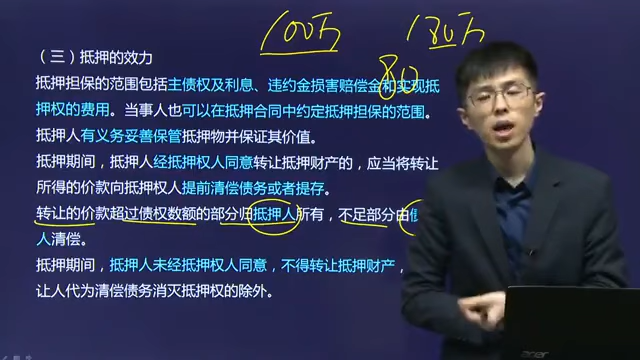 100万 180万
80
（三）抵押的效力
抵押担保的范围包括主债权及利息、违约金损害赔偿金和实现抵
押权的费用。当事人也可以在抵押合同中约定抵押担保的范围。
抵押人有义务妥善保管抵押物并保证其价值。
抵押期间，抵押人经抵押权人同意转让抵押财产的，应当将转让
所得的价款向抵押权人提前清偿债务或者提存。
转让的价款超过债权数额的部分归抵押人所有，不足部分由
人清偿。
抵押期间，抵押人未经抵押权人同意，不得转让抵押财产，
让人代为清偿债务消灭抵押权的除外。
acer